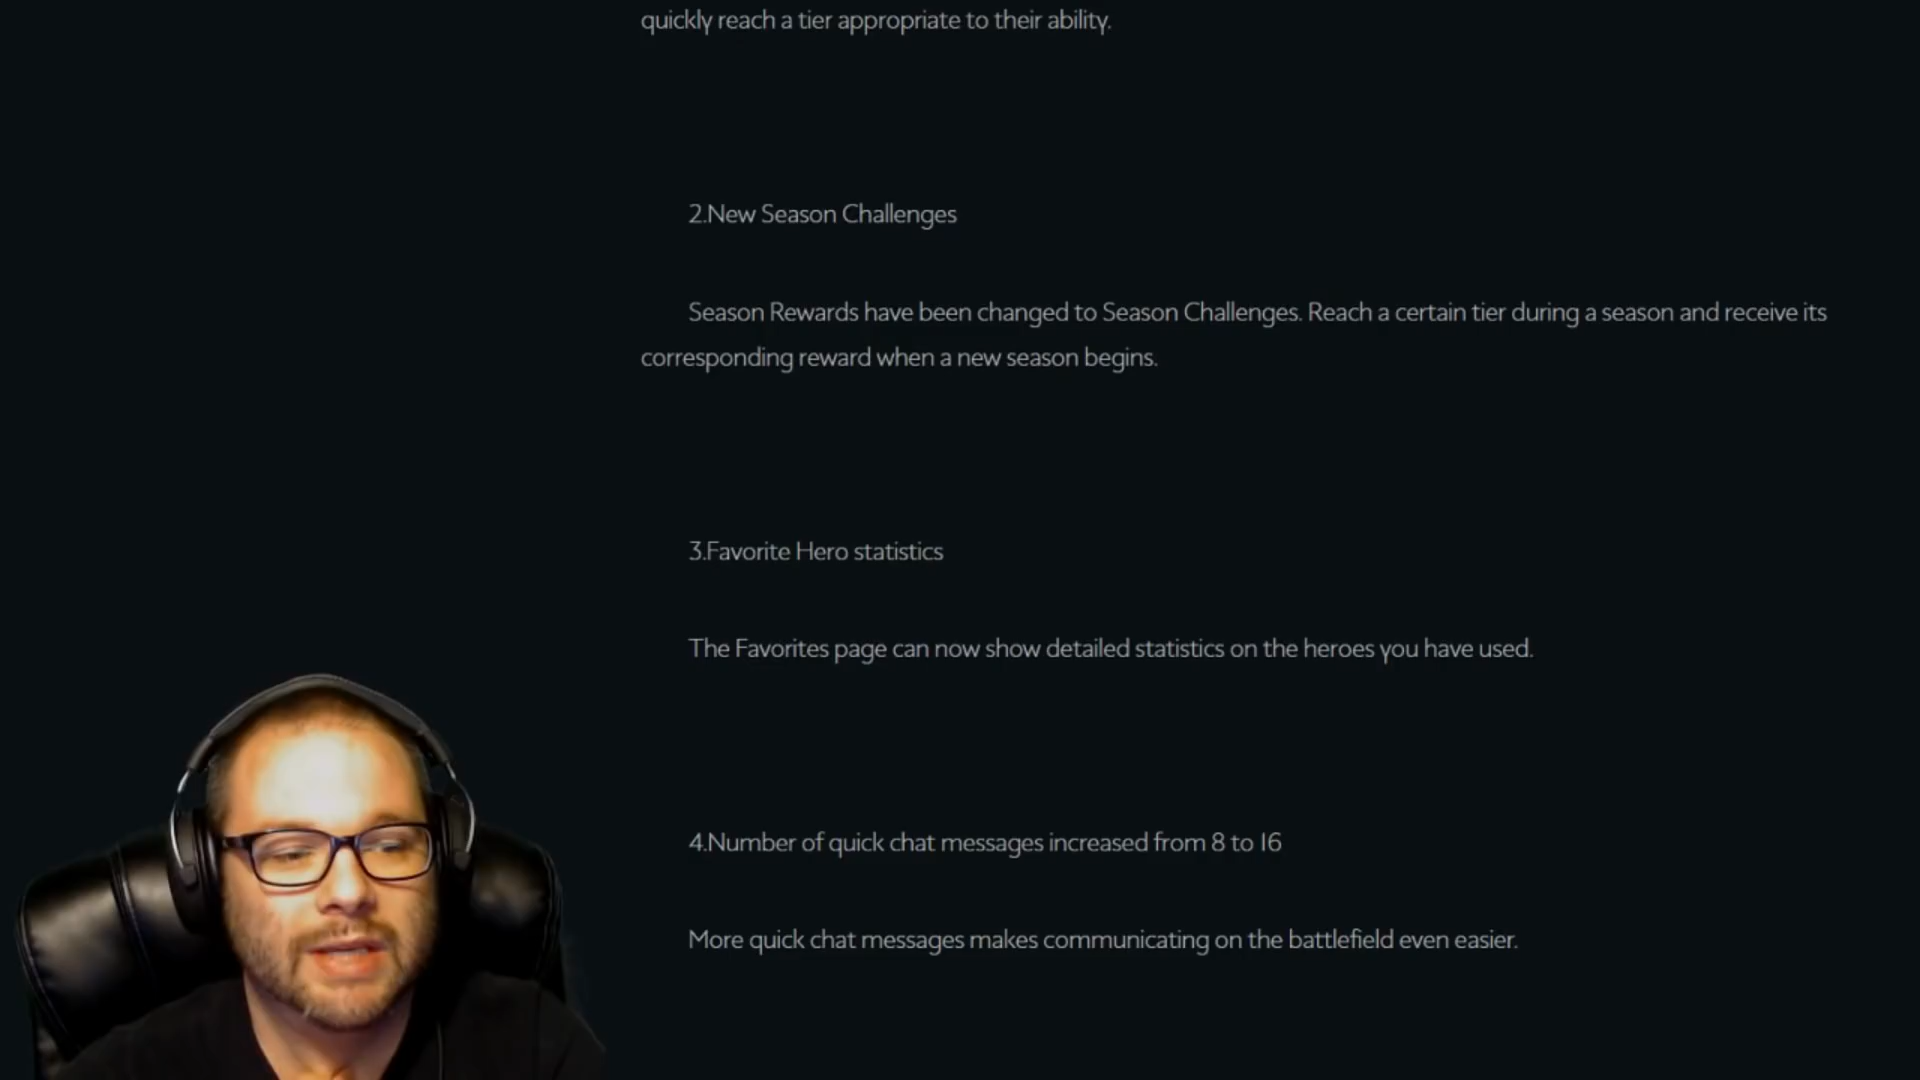 quickly reach a tier appropriate to their ability.
2.New Season Challenges
Season Rewards have been changed to Season Challenges. Reach a certain tier during a season and receive its
corresponding reward when a new season begins.
3.Favorite Hero statistics
The Favorites page can now show detailed statistics on the heroes you have used.
4.Number of quick chat messages increased from 8 to 16
More quick chat messages makes communicating on the battlefield even easier.